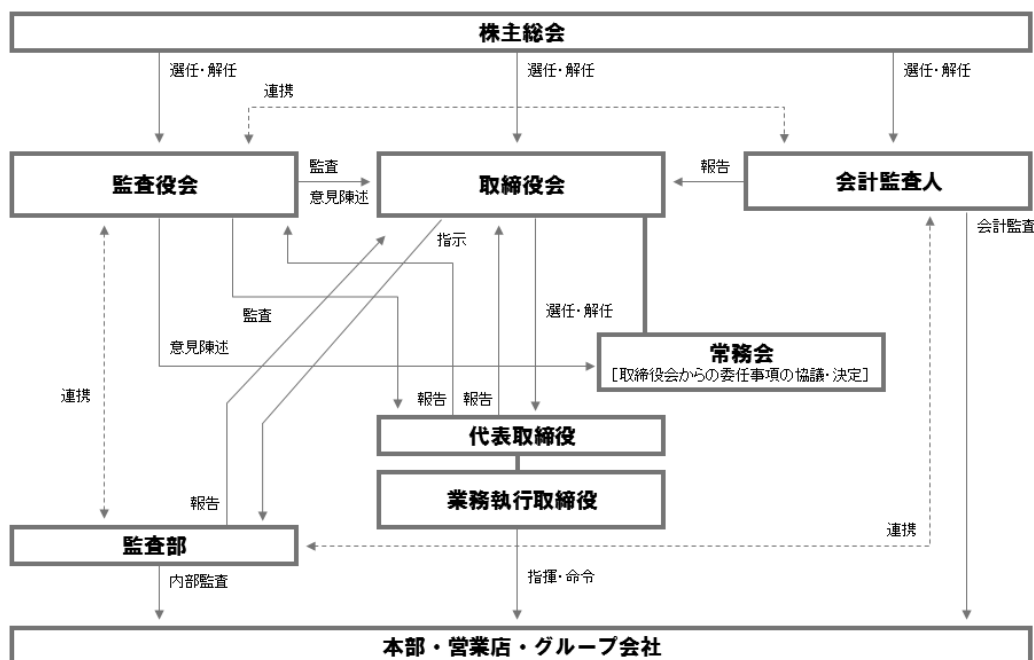 株主総会
選任・解任
選任・解任
選任・解任
連携
監査役会
監査
意見陳述
取締役会
報告
会計監査人
指示
会計監査
監査
選任・解任
意見陳述
常務会
[取締役会からの委任事項の協議・決定]
連携
報告
報告
代表取締役
業務執行取締役
報告
連携
監査部
内部監査
指揮・命令
本部・営業店・グループ会社